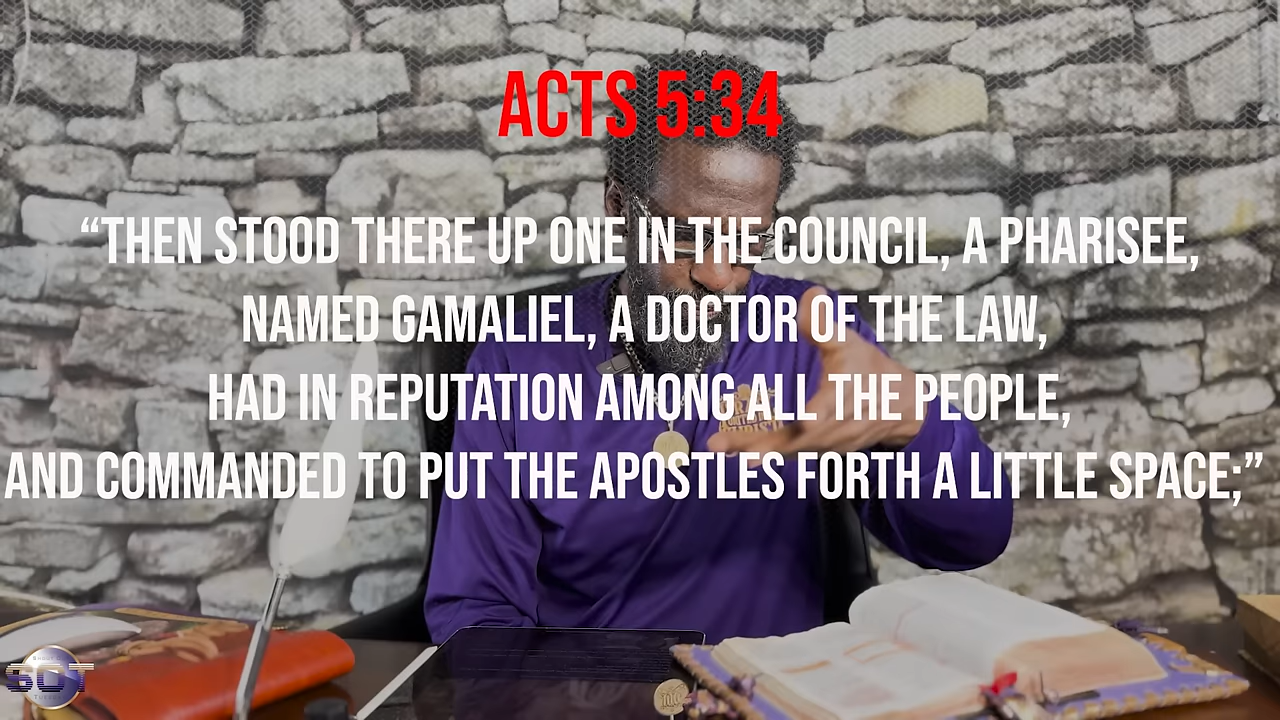 ACTS 5:34
“THEN STOOD THERE UP ONE IN THE COUNCIL, A PHARISEE,
NAMED GAMALIEL, A DOCTOR OF THE LAW,
HAD IN REPUTATION AMONG ALL THE PEOPLE,
AND COMMANDED TO PUT THE APOSTLES FORTH A LITTLE SPACE;”
SCT